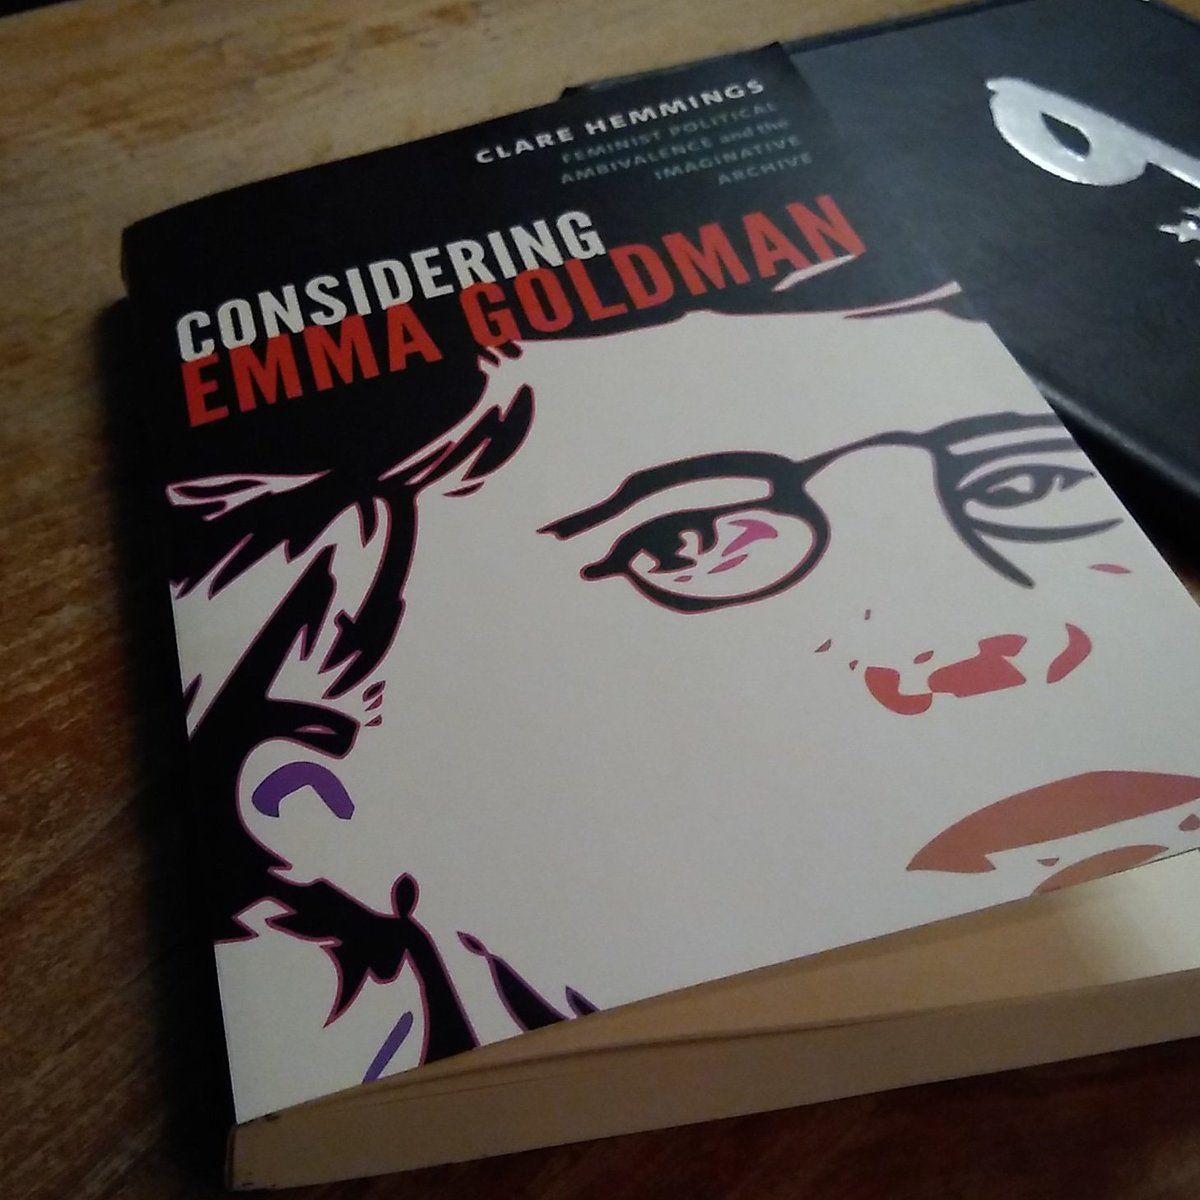 CLARE HEMMINGS
FEMINIST POLITICAL
AMBIVALENCE and the
IMAGINATIVE
ARCHIVE
CONSIDERING
EMMA GOLDMAN